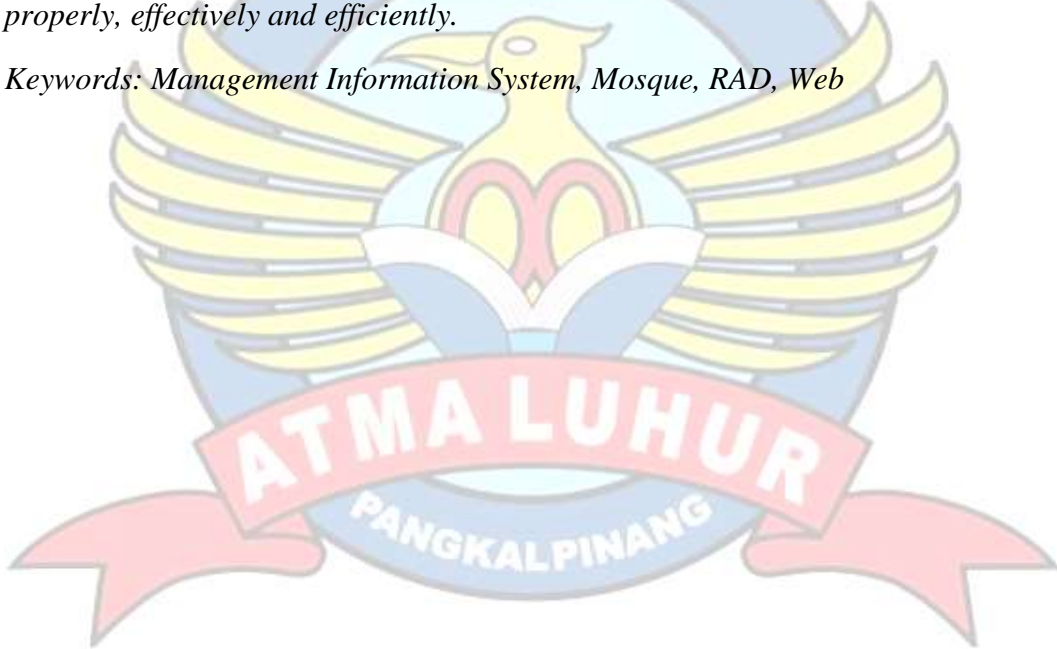 properly, effectively and efficiently.
Keywords: Management Information System, Mosque, RAD, Web
ATMA LUHUR
PANGKALPINANG